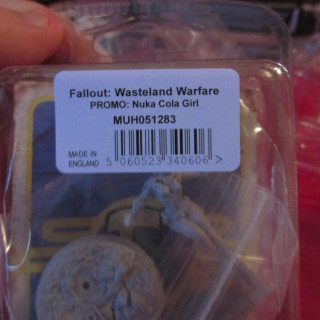 Fallout: Wasteland Warfare
PROMO: Nuka Cola Girl
MUH051283
MADE IN
ENGLAND
5 060523 340606 >